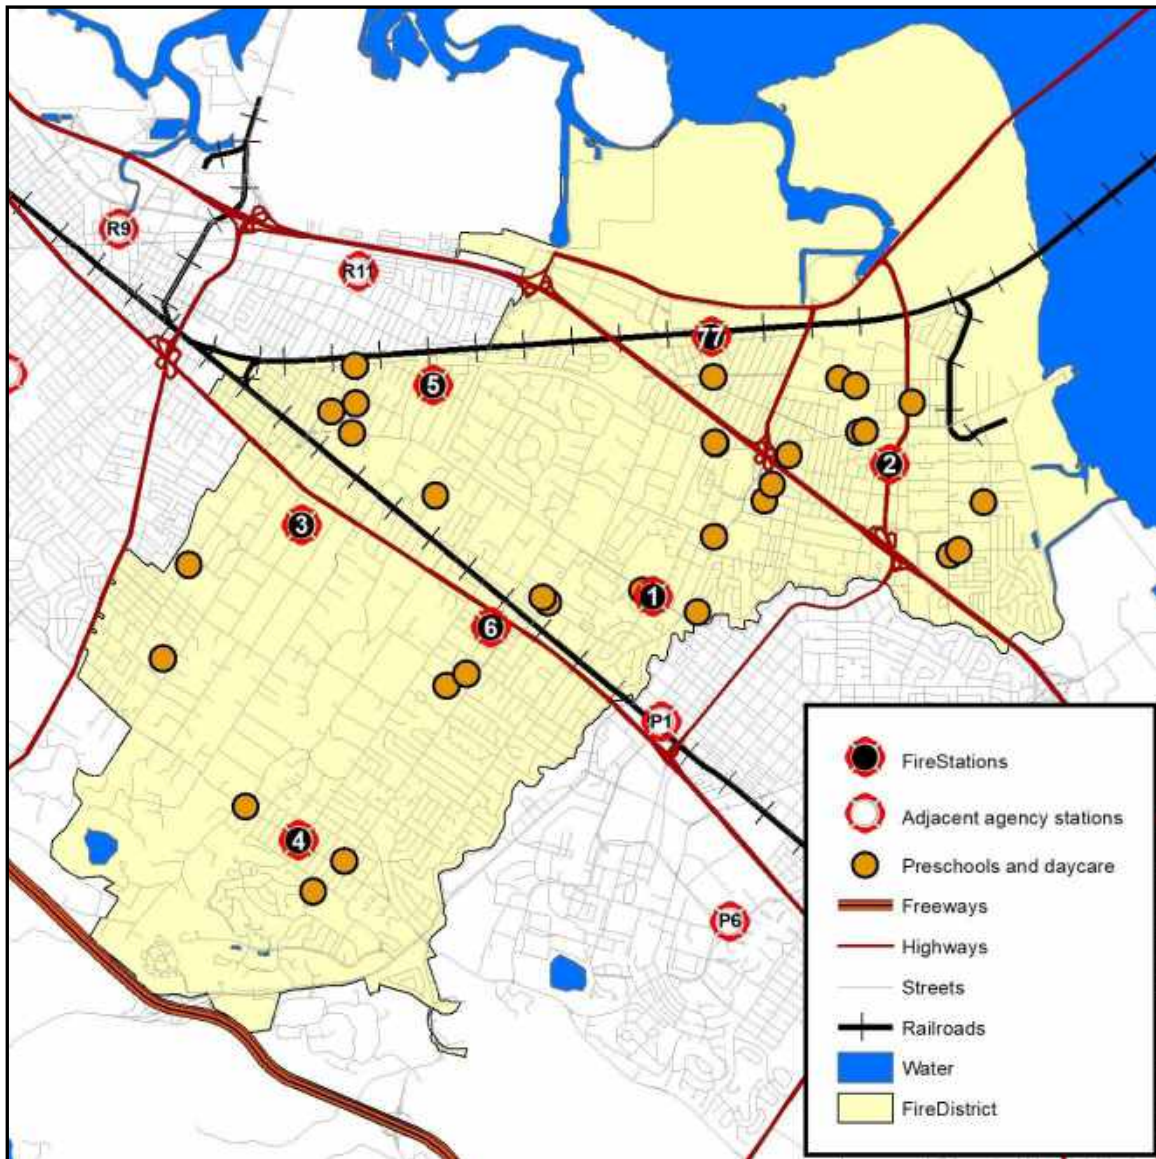 R9
R11
77
5
2
3
1
6
P1
4
P6
FireStations
Adjacent agency stations
Preschools and daycare
Freeways
Highways
Streets
Railroads
Water
FireDistrict